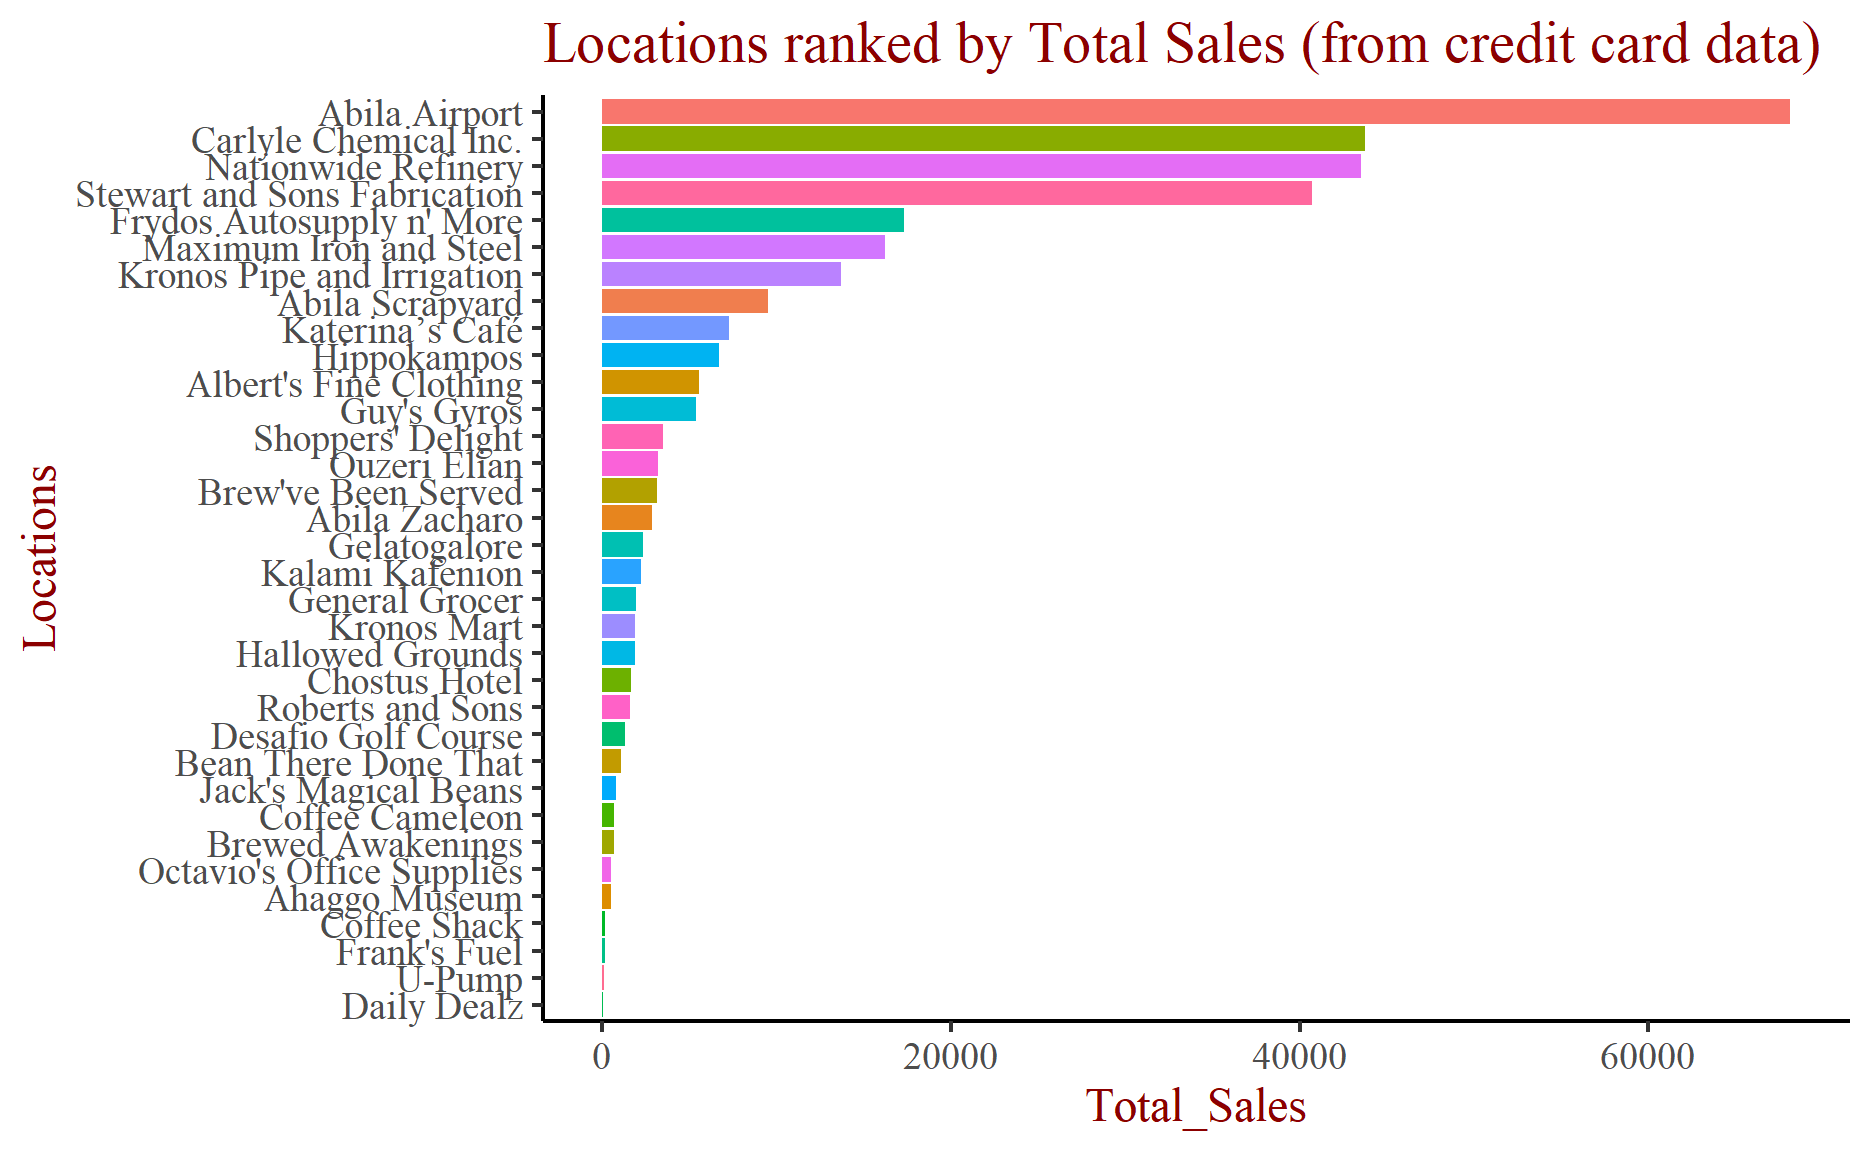 Locations ranked by Total Sales (from credit card data)
Abila Airport
Carlyle Chemical Inc.
Nationwide Refinery
Stewart and Sons Fabrication
Frydos Autosupply n' More
Maximum Iron and Steel
Kronos Pipe and Irrigation
Abila Scrapyard
Katerina’s Café
Hippokampos
Albert's Fine Clothing
Guy's Gyros
Shoppers' Delight
Ouzeri Elian
Brew've Been Served
Abila Zacharo
Gelatogalore
Kalami Kafenion
General Grocer
Kronos Mart
Hallowed Grounds
Chostus Hotel
Roberts and Sons
Desafio Golf Course
Bean There Done That
Jack's Magical Beans
Coffee Cameleon
Brewed Awakenings
Octavio's Office Supplies
Ahaggo Museum
Coffee Shack
Frank's Fuel
U-Pump
Daily Dealz
Locations
0 20000 40000 60000
Total_Sales